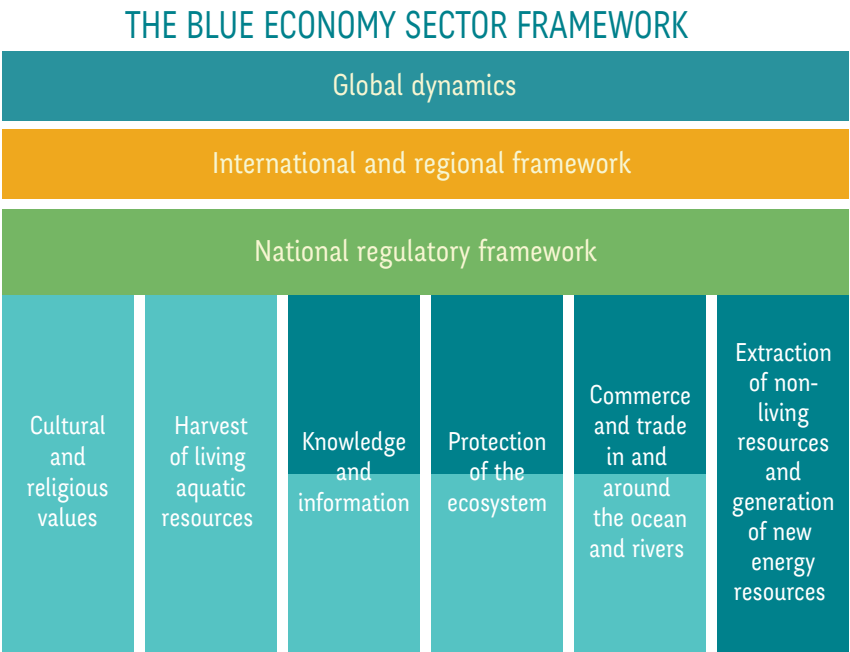 THE BLUE ECONOMY SECTOR FRAMEWORK
Global dynamics
International and regional framework
National regulatory framework
Cultural
and
religious
values
Harvest
of living
aquatic
resources
Knowledge
and
information
Protection
of the
ecosystem
Commerce
and trade
in and
around
the ocean
and rivers
Extraction
of non-
living
resources
and
generation
of new
energy
resources